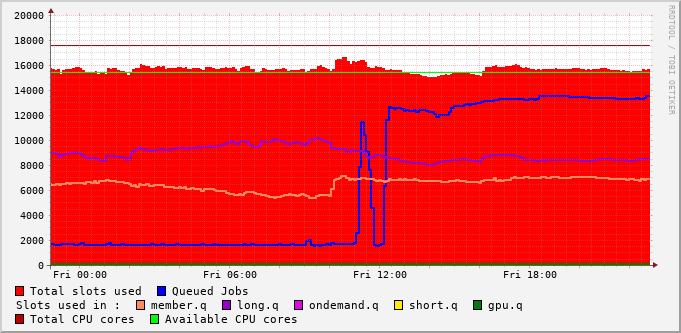 RRDTOOL / TOBI OETIKER
20000
18000
16000
14000
12000
10000
8000
6000
4000
2000
0
Fri 00:00 Fri 06:00 Fri 12:00 Fri 18:00
Total slots used Queued Jobs
Slots used in : member.q long.q ondemand.q short.q gpu.q
Total CPU cores Available CPU cores